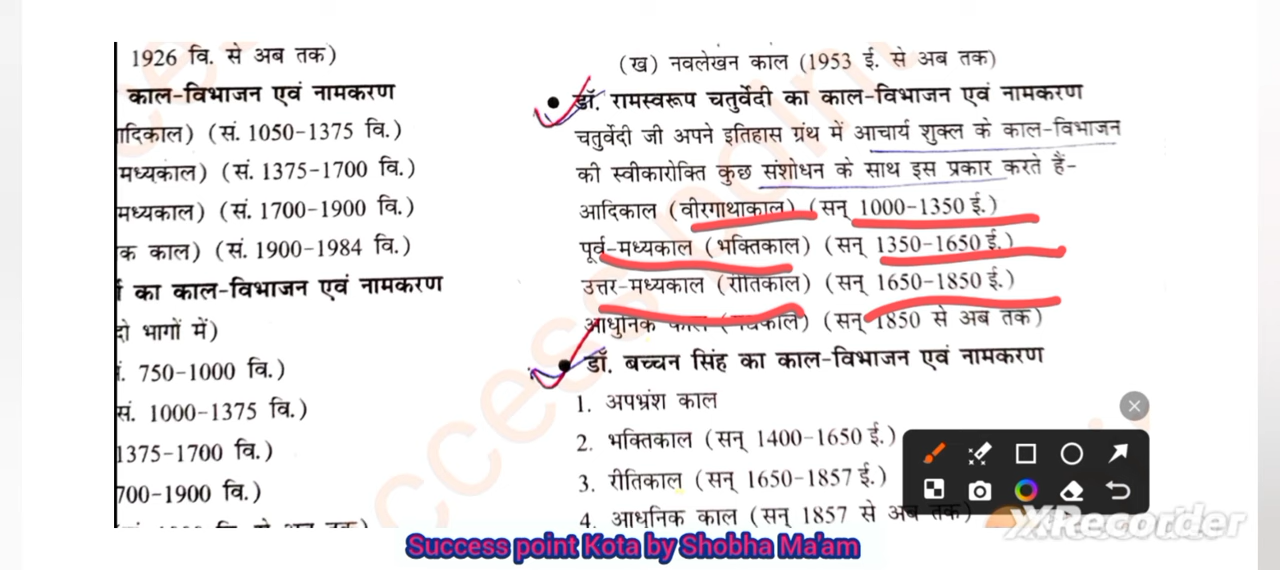 1926 वि. से अब तक)
काल-विभाजन एवं नामकरण
ादिकाल) (सं. 1050-1375 वि.)
मध्यकाल) (सं. 1375-1700 वि.)
मध्यकाल) (सं. 1700-1900 वि.)
क काल) (सं. 1900-1984 वि.)
का काल-विभाजन एवं नामकरण
दो भागों में)
. 750-1000 वि.)
सं. 1000-1375 वि.)
1375-1700 वि.)
700-1900 वि.)
(ख) नवलेखन काल (1953 ई. से अब तक)
● डॉ. रामस्वरूप चतुर्वेदी का काल-विभाजन एवं नामकरण
चतुर्वेदी जी अपने इतिहास ग्रंथ में आचार्य शुक्ल के काल-विभाजन
की स्वीकारोक्ति कुछ संशोधन के साथ इस प्रकार करते हैं-
आदिकाल (वीरगाथाकाल) (सन् 1000-1350 ई.)
पूर्व-मध्यकाल (भक्तिकाल) (सन् 1350-1650 ई.)
उत्तर-मध्यकाल (रीतिकाल) (सन् 1650-1850 ई.)
आधुनिक काल (गद्यकाल) (सन् 1850 से अब तक)
● डॉ. बच्चन सिंह का काल-विभाजन एवं नामकरण
1. अपभ्रंश काल
2. भक्तिकाल (सन् 1400-1650 ई.)
3. रीतिकाल (सन् 1650-1857 ई.)
4. आधुनिक काल (सन् 1857 से अब तक)
XRecorder
Success point Kota by Shobha Ma'am